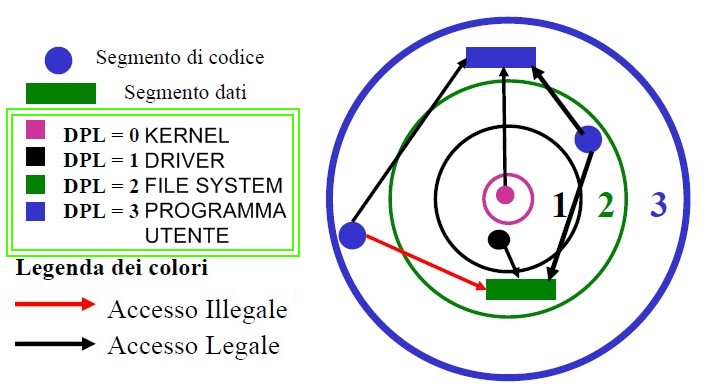 Segmento di codice
Segmento dati
DPL = 0 KERNEL
DPL = 1 DRIVER
DPL = 2 FILE SYSTEM
DPL = 3 PROGRAMMA
UTENTE
Legenda dei colori
Accesso Illegale
Accesso Legale
1 2 3